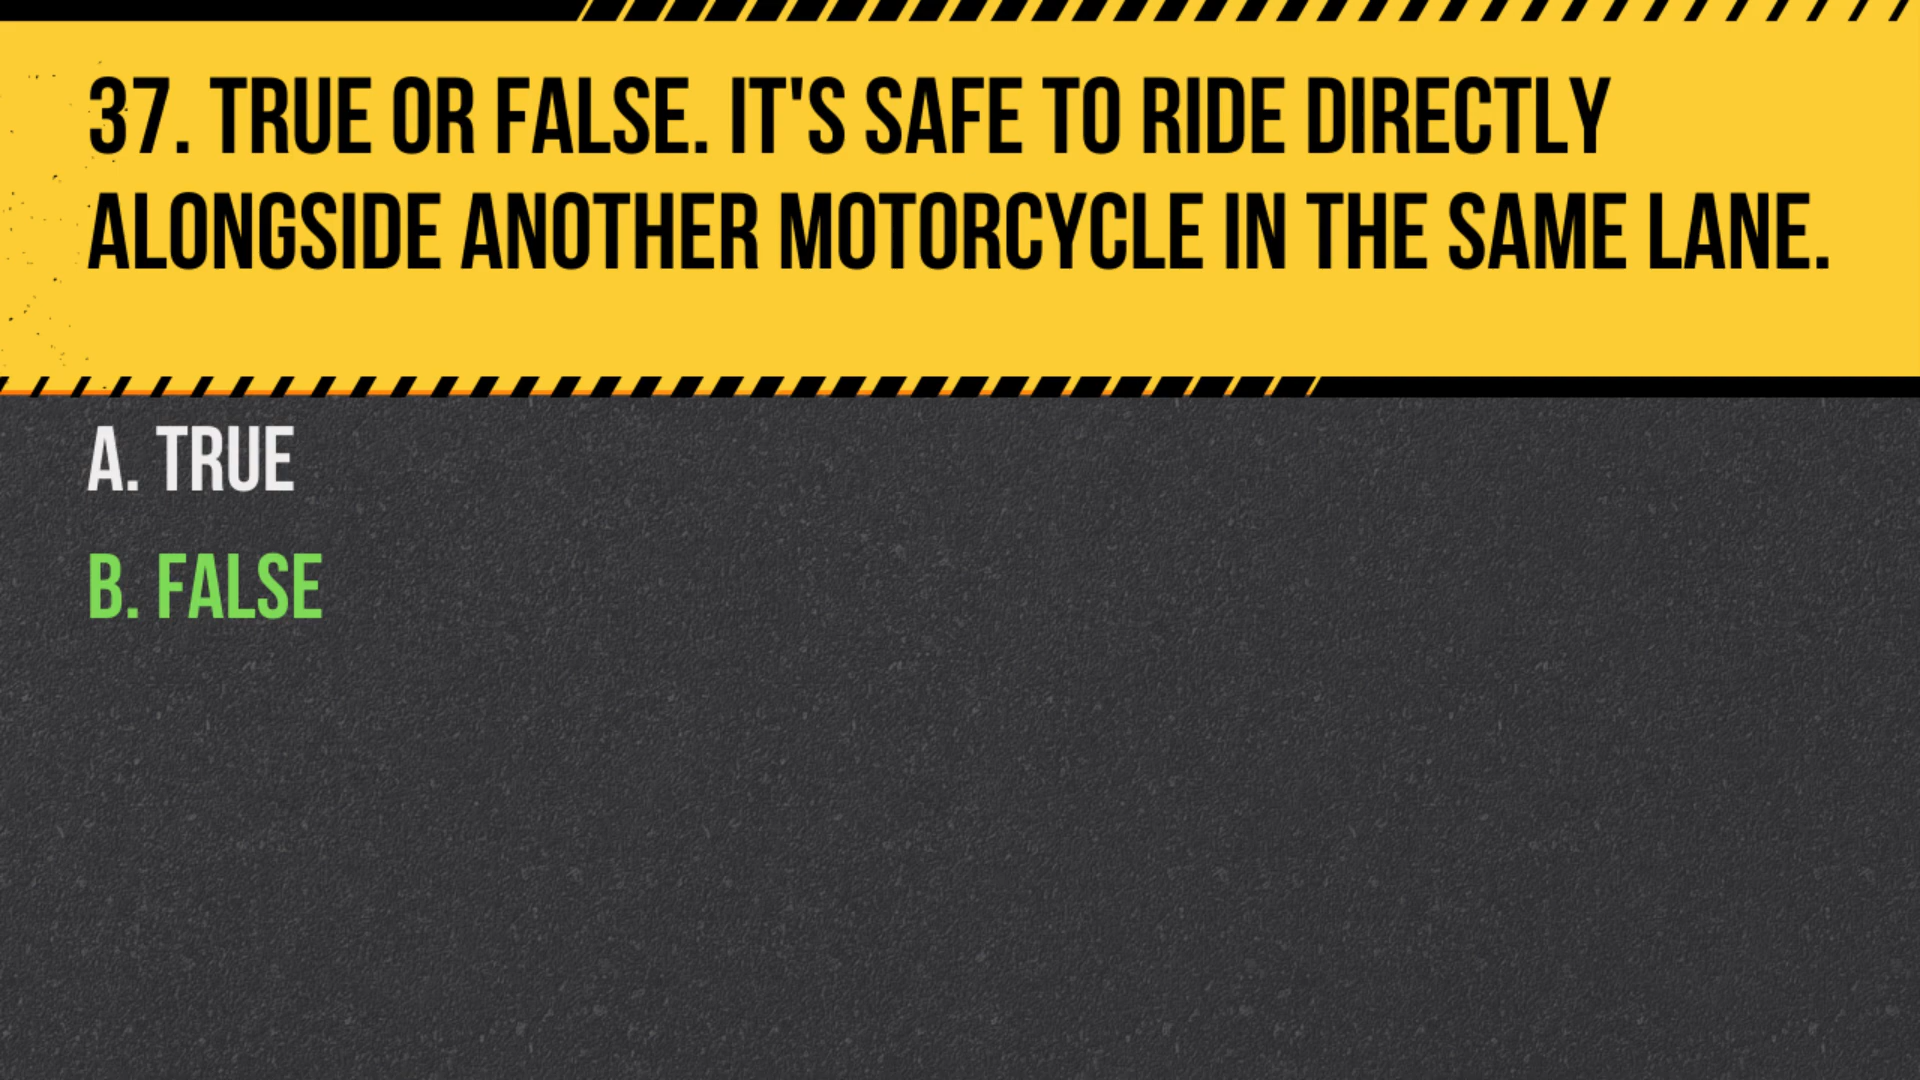 37. TRUE OR FALSE. IT'S SAFE TO RIDE DIRECTLY
ALONGSIDE ANOTHER MOTORCYCLE IN THE SAME LANE.
A. TRUE
B. FALSE